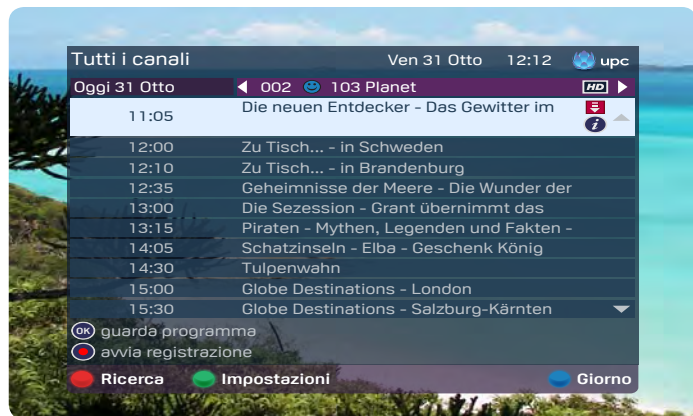 Tutti i canali Ven 31 Otto 12:12 upc
Oggi 31 Otto 002 103 Planet HD
11:05 Die neuen Entdecker - Das Gewitter im
12:00 Zu Tisch... - in Schweden
12:10 Zu Tisch... - in Brandenburg
12:35 Geheimnisse der Meere - Die Wunder der
13:00 Die Sezession - Grant übernimmt das
13:15 Piraten - Mythen, Legenden und Fakten -
14:05 Schatzinseln - Elba - Geschenk König
14:30 Tulpenwahn
15:00 Globe Destinations - London
15:30 Globe Destinations - Salzburg-Kärnten
OK guarda programma
avvia registrazione
Ricerca Impostazioni Giorno